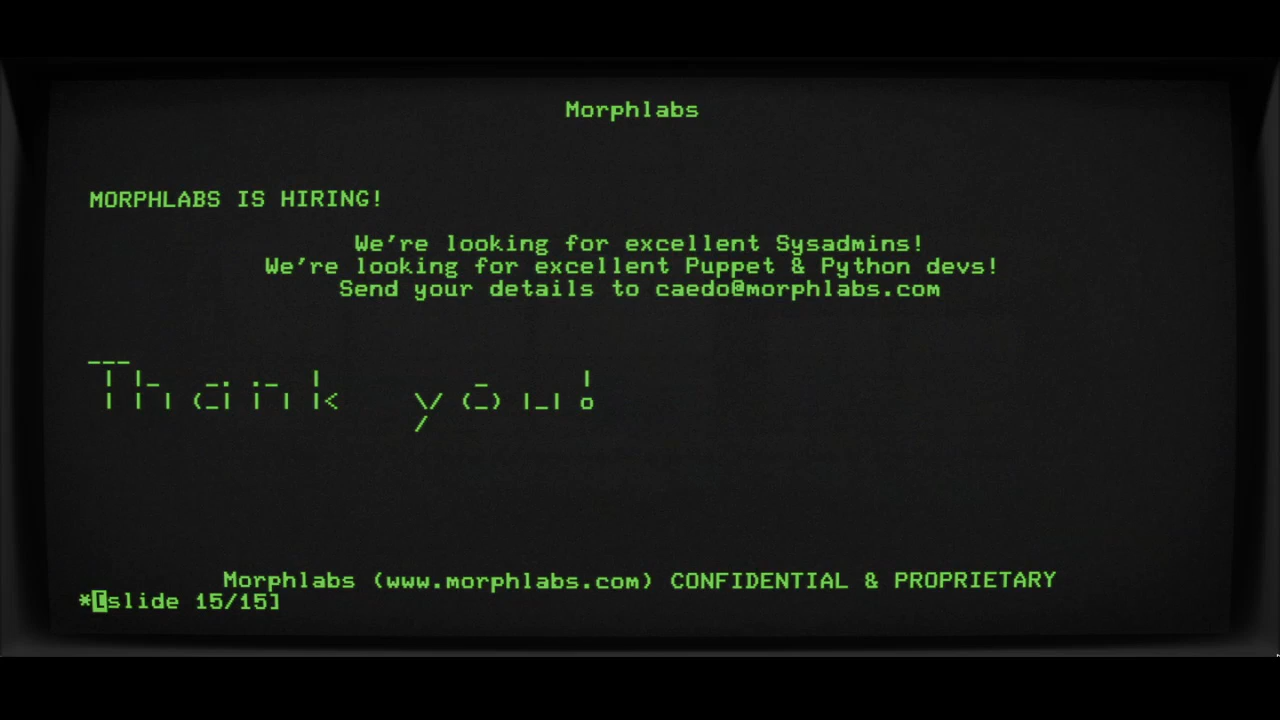 Morphlabs
MORPHLABS IS HIRING!
We're looking for excellent Sysadmins!
We're looking for excellent Puppet & Python devs!
Send your details to caedo@morphlabs.com
Thank you!
Morphlabs (www.morphlabs.com) CONFIDENTIAL & PROPRIETARY
*[slide 15/15]